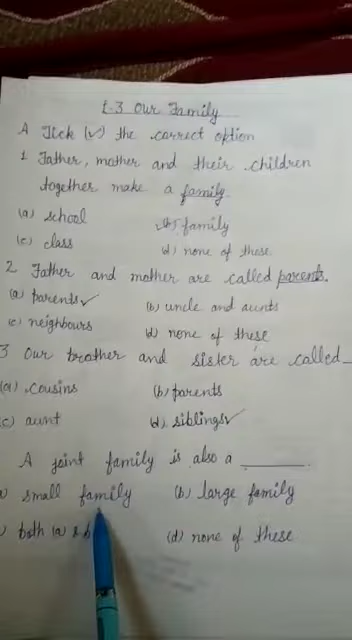 L-3 Our Family
A Tick (✓) the correct option
1 Father, mother and their children
together make a family.
(a) school (b) family
(c) class (d) none of these
2 Father and mother are called parents.
(a) parents ✓ (b) uncle and aunts
(c) neighbours (d) none of these
3 Our brother and sister are called
(a) cousins (b) parents
(c) aunt (d) siblings ✓
A joint family is also a ________.
small family (b) large family
both (a & b (d) none of these